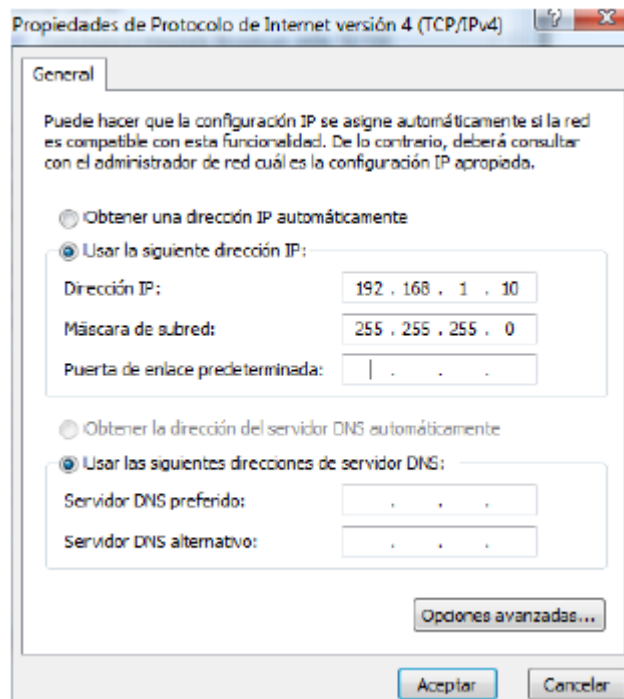 Propiedades de Protocolo de Internet versión 4 (TCP/IPv4)
General
Puede hacer que la configuración IP se asigne automáticamente si la red
es compatible con esta funcionalidad. De lo contrario, deberá consultar
con el administrador de red cuál es la configuración IP apropiada.
Obtener una dirección IP automáticamente
Usar la siguiente dirección IP:
Dirección IP: 192 . 168 . 1 . 10
Máscara de subred: 255 . 255 . 255 . 0
Puerta de enlace predeterminada: . . .
Obtener la dirección del servidor DNS automáticamente
Usar las siguientes direcciones de servidor DNS:
Servidor DNS preferido: . . .
Servidor DNS alternativo: . . .
Opciones avanzadas...
Aceptar Cancelar